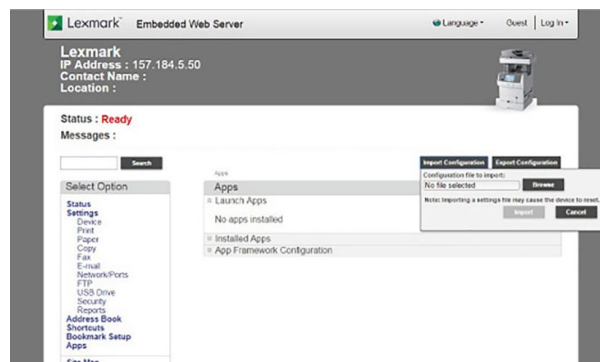 Lexmark™ Embedded Web Server
Language Guest Log In
Lexmark
IP Address : 157.184.5.50
Contact Name :
Location :
Status : Ready
Messages :
Search
Import Configuration Export Configuration
Configuration file to import:
No file selected Browse
Note: Importing a settings file may cause the device to reset.
Import Cancel
Select Option
Status
Settings
Device
Print
Paper
Copy
Fax
E-mail
Network/Ports
FTP
USB Drive
Security
Reports
Address Book
Shortcuts
Bookmark Setup
Apps
Site Map
Apps
Apps
Launch Apps
No apps installed
Installed Apps
App Framework Configuration